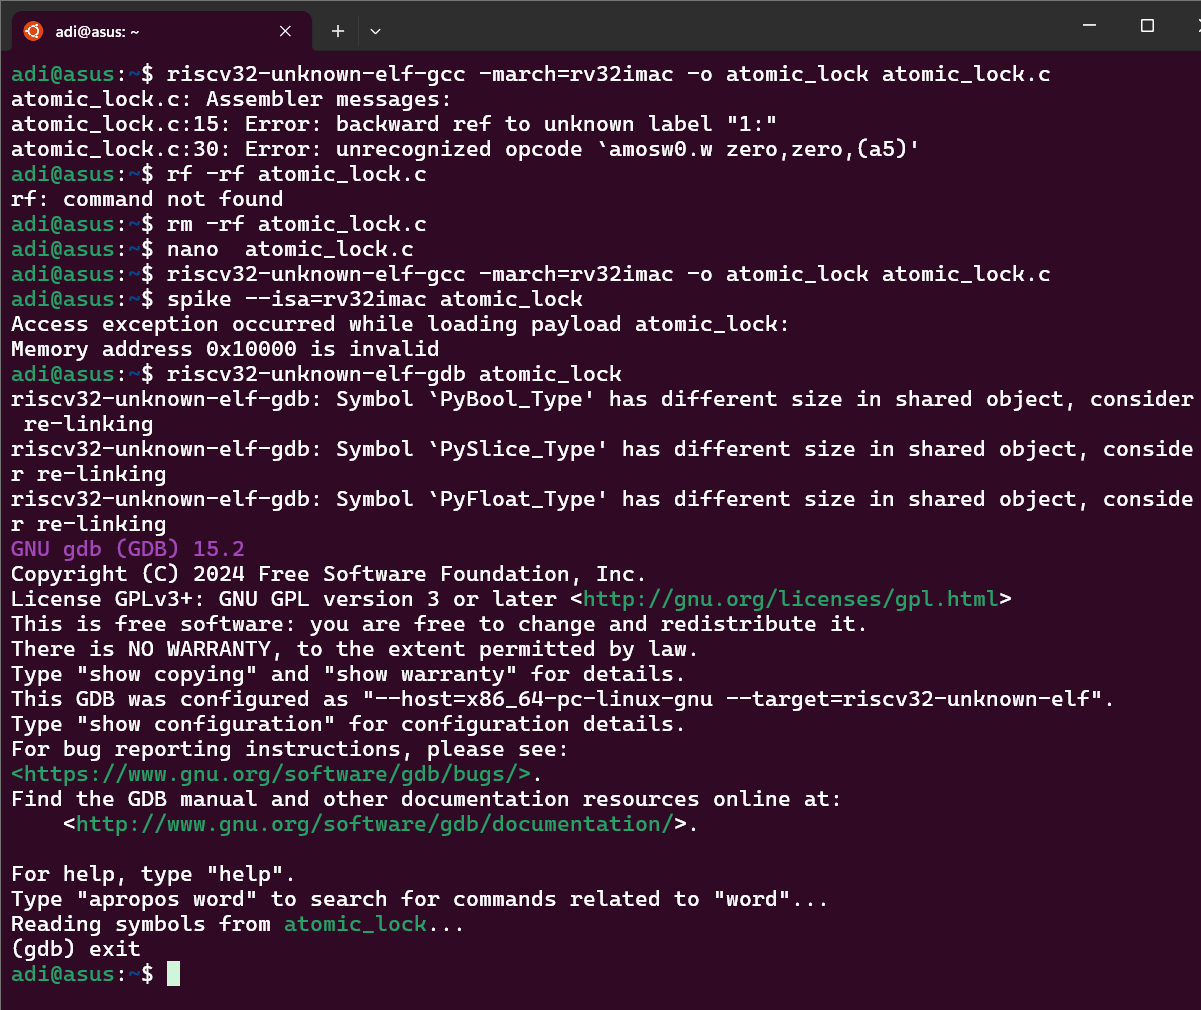 adi@asus: ~
adi@asus:~$ riscv32-unknown-elf-gcc -march=rv32imac -o atomic_lock atomic_lock.c
atomic_lock.c: Assembler messages:
atomic_lock.c:15: Error: backward ref to unknown label "1:"
atomic_lock.c:30: Error: unrecognized opcode `amosw0.w zero,zero,(a5)'
adi@asus:~$ rf -rf atomic_lock.c
rf: command not found
adi@asus:~$ rm -rf atomic_lock.c
adi@asus:~$ nano  atomic_lock.c
adi@asus:~$ riscv32-unknown-elf-gcc -march=rv32imac -o atomic_lock atomic_lock.c
adi@asus:~$ spike --isa=rv32imac atomic_lock
Access exception occurred while loading payload atomic_lock:
Memory address 0x10000 is invalid
adi@asus:~$ riscv32-unknown-elf-gdb atomic_lock
riscv32-unknown-elf-gdb: Symbol `PyBool_Type' has different size in shared object, consider
 re-linking
riscv32-unknown-elf-gdb: Symbol `PySlice_Type' has different size in shared object, conside
r re-linking
riscv32-unknown-elf-gdb: Symbol `PyFloat_Type' has different size in shared object, conside
r re-linking
GNU gdb (GDB) 15.2
Copyright (C) 2024 Free Software Foundation, Inc.
License GPLv3+: GNU GPL version 3 or later <http://gnu.org/licenses/gpl.html>
This is free software: you are free to change and redistribute it.
There is NO WARRANTY, to the extent permitted by law.
Type "show copying" and "show warranty" for details.
This GDB was configured as "--host=x86_64-pc-linux-gnu --target=riscv32-unknown-elf".
Type "show configuration" for configuration details.
For bug reporting instructions, please see:
<https://www.gnu.org/software/gdb/bugs/>.
Find the GDB manual and other documentation resources online at:
    <http://www.gnu.org/software/gdb/documentation/>.
For help, type "help".
Type "apropos word" to search for commands related to "word"...
Reading symbols from atomic_lock...
(gdb) exit
adi@asus:~$